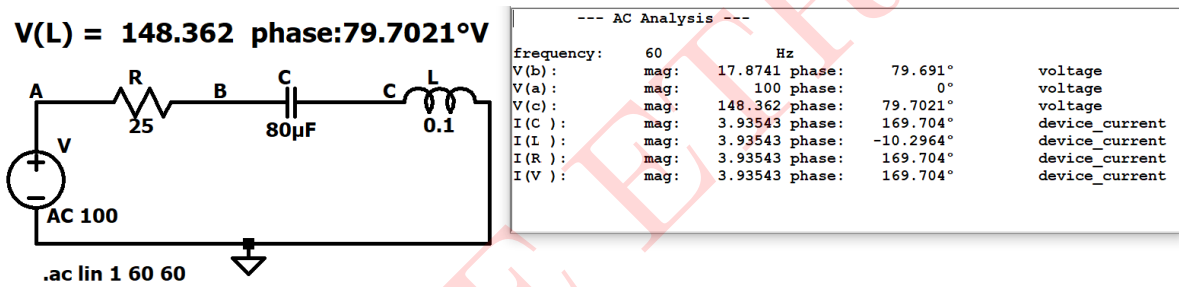 V(L) =  148.362  phase:79.7021°V
A
R
B
C
C
L
25
80µF
0.1
V
AC 100
.ac lin 1 60 60
--- AC Analysis ---
frequency: 60 Hz
V(b): mag: 17.8741 phase: 79.691° voltage
V(a): mag: 100 phase: 0° voltage
V(c): mag: 148.362 phase: 79.7021° voltage
I(C ): mag: 3.93543 phase: 169.704° device_current
I(L ): mag: 3.93543 phase: -10.2964° device_current
I(R ): mag: 3.93543 phase: 169.704° device_current
I(V ): mag: 3.93543 phase: 169.704° device_current